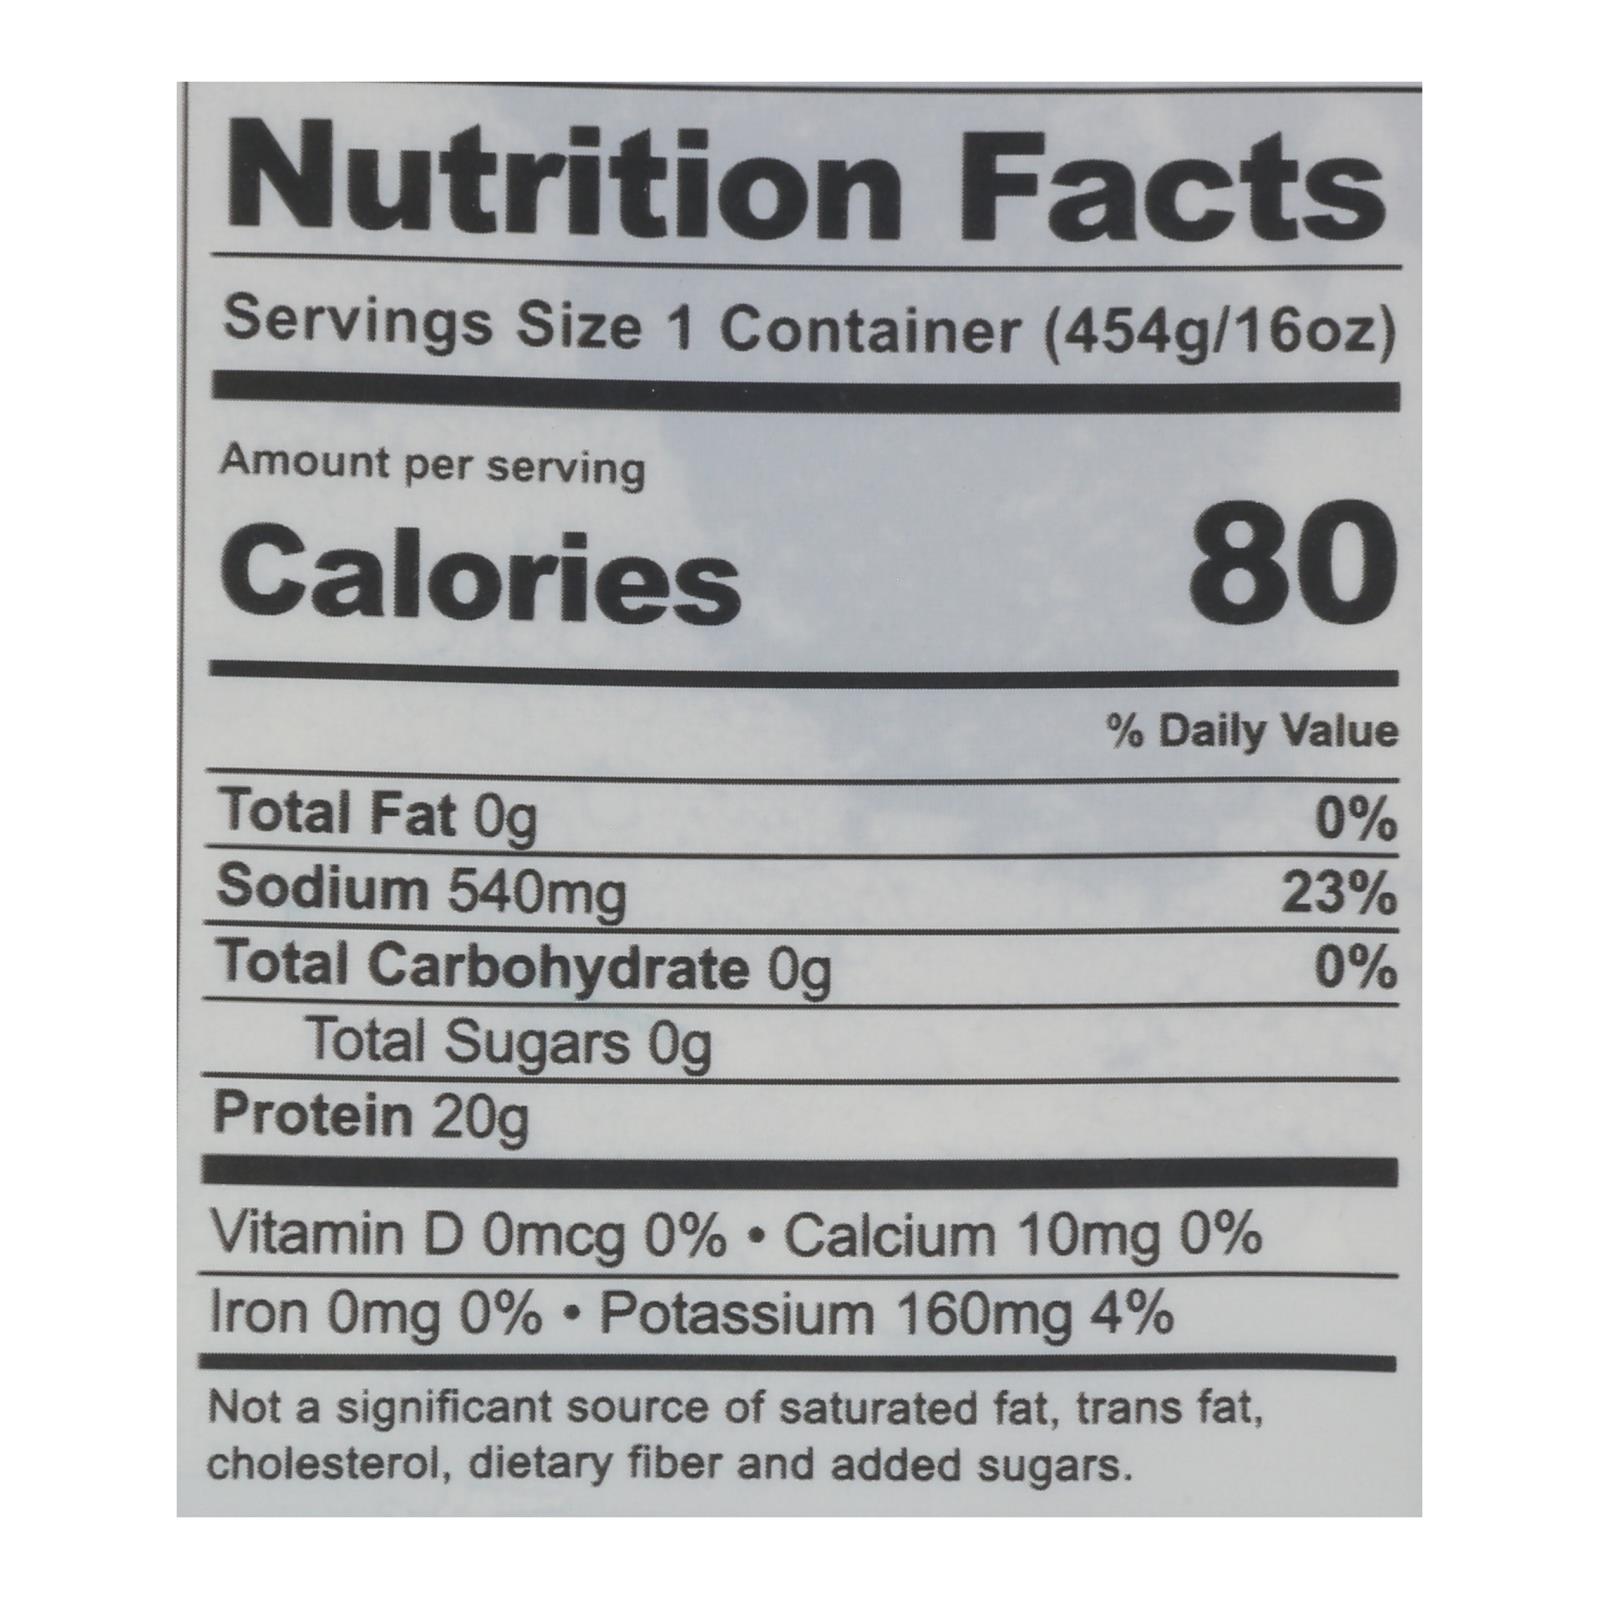 Nutrition Facts
Servings Size 1 Container (454g/16oz)
Amount per serving
Calories 80
% Daily Value
Total Fat 0g 0%
Sodium 540mg 23%
Total Carbohydrate 0g 0%
Total Sugars 0g
Protein 20g
Vitamin D 0mcg 0% • Calcium 10mg 0%
Iron 0mg 0% • Potassium 160mg 4%
Not a significant source of saturated fat, trans fat,
cholesterol, dietary fiber and added sugars.